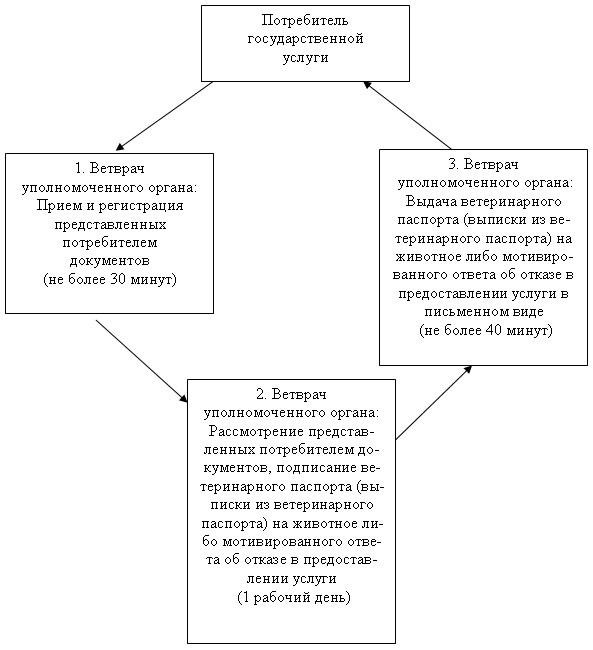 Потребитель
государственной
услуги
1. Ветврач
уполномоченного органа:
Прием и регистрация
представленных
потребителем
документов
(не более 30 минут)
3. Ветврач
уполномоченного органа:
Выдача ветеринарного
паспорта (выписки из ве-
теринарного паспорта) на
животное либо мотивиро-
ванного ответа об отказе в
предоставлении услуги в
письменном виде
(не более 40 минут)
2. Ветврач
уполномоченного органа:
Рассмотрение представ-
ленных потребителем до-
кументов, подписание ве-
теринарного паспорта (вы-
писки из ветеринарного
паспорта) на животное ли-
бо мотивированного отве-
та об отказе в предостав-
лении услуги
(1 рабочий день)